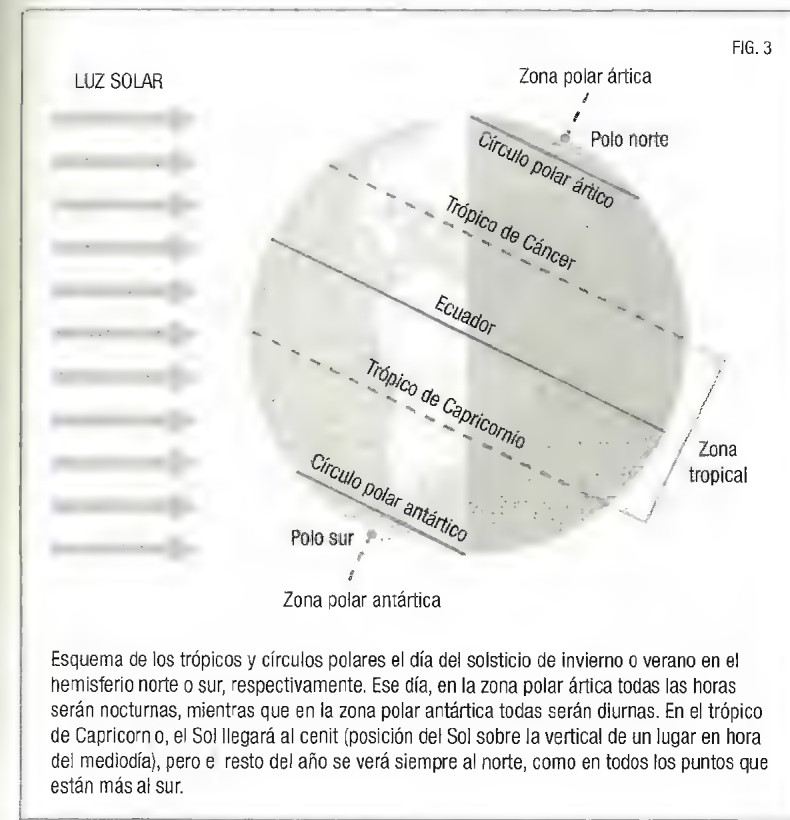 FIG. 3
LUZ SOLAR
Zona polar ártica
Polo norte
Círculo polar ártico
Trópico de Cáncer
Ecuador
Trópico de Capricornio
Zona
tropical
Círculo polar antártico
Polo sur
Zona polar antártica
Esquema de los trópicos y círculos polares el día del solsticio de invierno o verano en el
hemisferio norte o sur, respectivamente. Ese día, en la zona polar ártica todas las horas
serán nocturnas, mientras que en la zona polar antártica todas serán diurnas. En el trópico
de Capricorn o, el Sol llegará al cenit (posición del Sol sobre la vertical de un lugar en hora
del mediodía), pero e resto del año se verá siempre al norte, como en todos los puntos que
están más al sur.